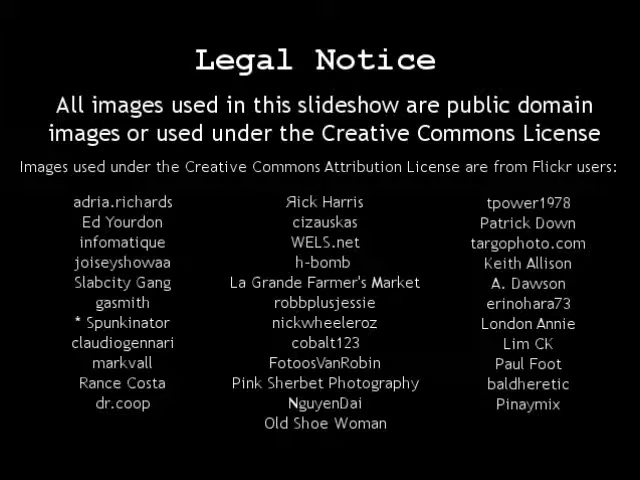 Legal Notice
All images used in this slideshow are public domain
images or used under the Creative Commons License
Images used under the Creative Commons Attribution License are from Flickr users:
adria.richards
Ed Yourdon
infomatique
joiseyshowaa
Slabcity Gang
gasmith
* Spunkinator
claudiogennari
markvall
Rance Costa
dr.coop
Яick Harris
cizauskas
WELS.net
h-bomb
La Grande Farmer's Market
robbplusjessie
nickwheeleroz
cobalt123
FotoosVanRobin
Pink Sherbet Photography
NguyenDai
Old Shoe Woman
tpower1978
Patrick Down
targophoto.com
Keith Allison
A. Dawson
erinohara73
London Annie
Lim CK
Paul Foot
baldheretic
Pinaymix